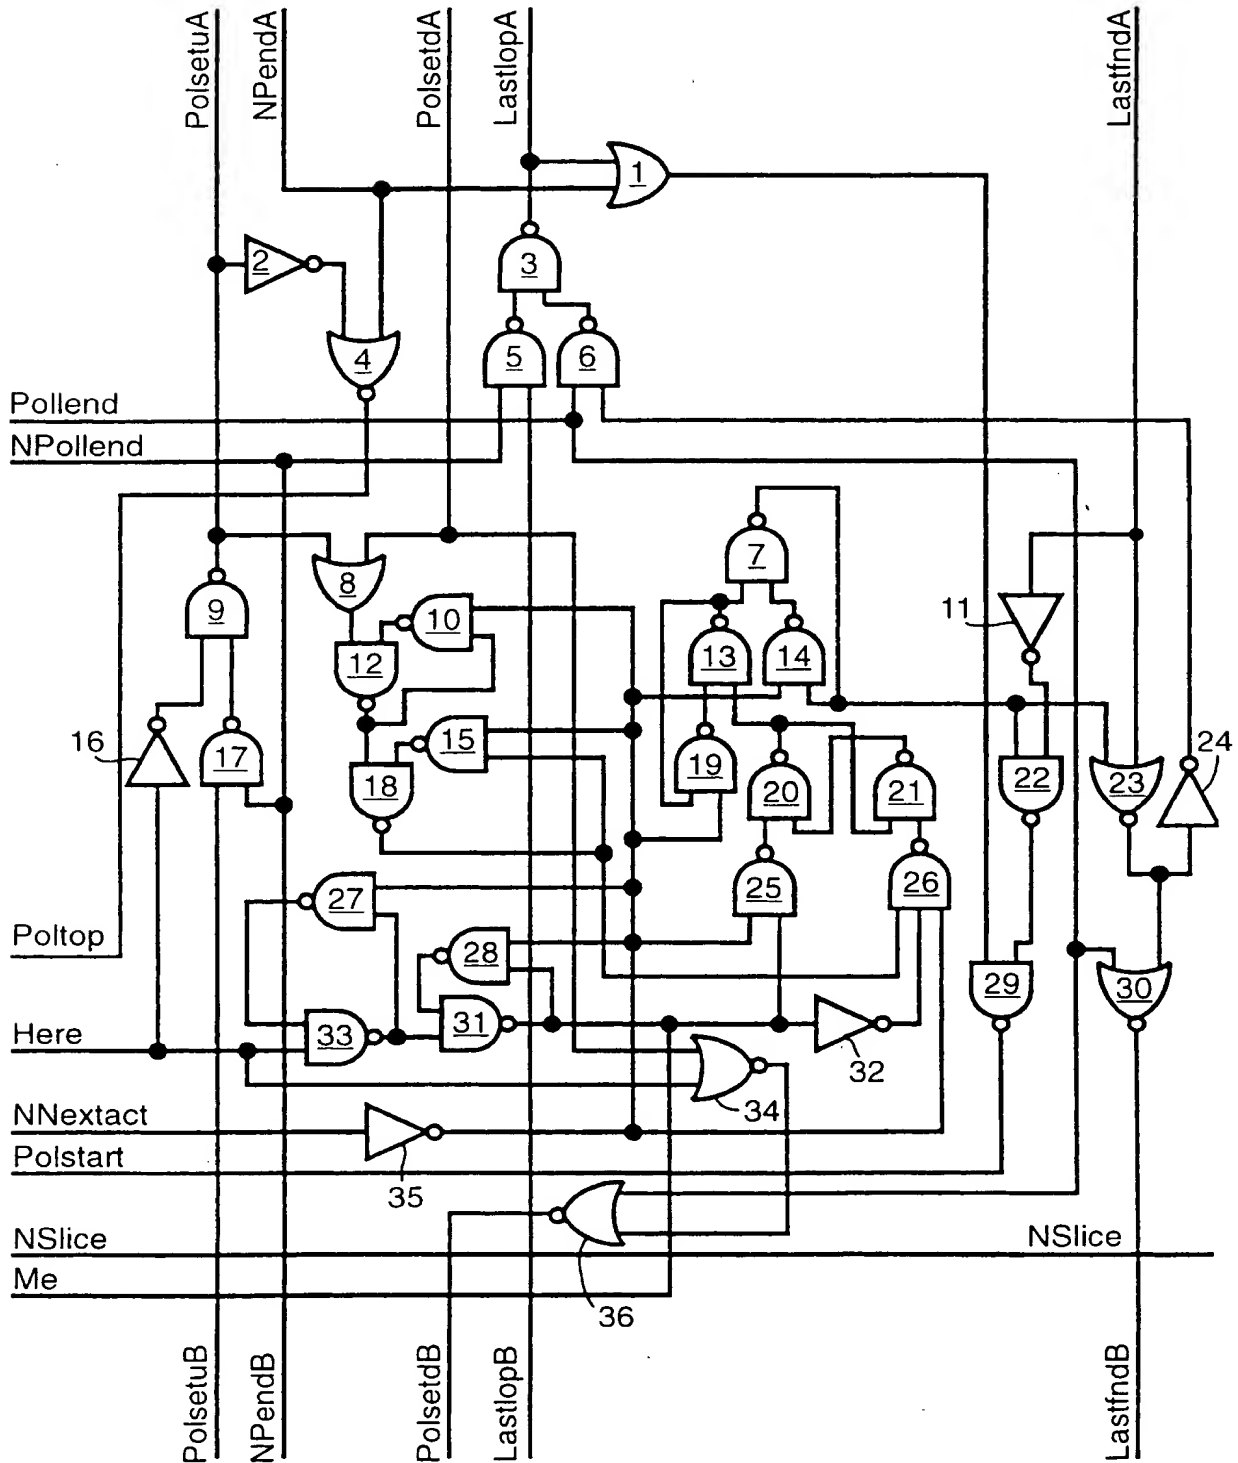 PolsetuA
NPendA
PolsetdA
LastlopA
LastfndA
1
2
3
4
5
6
Pollend
NPollend
7
8
9
10
11
12
13
14
15
16
17
18
19
20
21
22
23
24
25
26
27
28
29
30
Poltop
31
32
33
Here
34
NNextact
35
Polstart
NSlice
NSlice
Me
36
PolsetuB
NPendB
PolsetdB
LastlopB
LastfndB